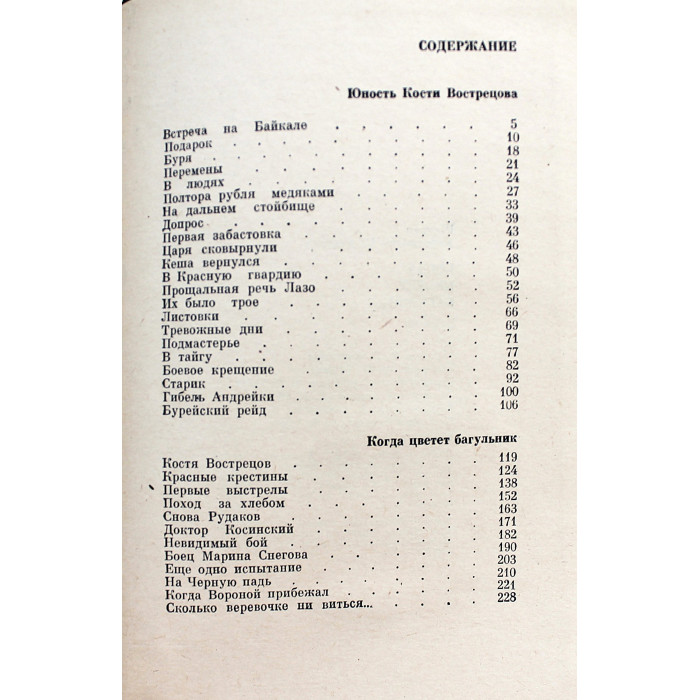 СОДЕРЖАНИЕ
Юность Кости Вострецова
Встреча на Байкале . . . . . . 5
Подарок . . . . . . . . . 10
Буря . . . . . . . . . . 18
Перемены . . . . . . . . . 21
В людях . . . . . . . . . 24
Полтора рубля медяками . . . . . 27
На дальнем стойбище . . . . . . 33
Допрос . . . . . . . . . 39
Первая забастовка . . . . . . . 43
Царя сковырнули . . . . . . . 46
Кеша вернулся . . . . . . . 48
В Красную гвардию . . . . . . 50
Прощальная речь Лазо . . . . . . 52
Их было трое . . . . . . . . 56
Листовки . . . . . . . . . 66
Тревожные дни . . . . . . . 69
Подмастерье . . . . . . . . 71
В тайгу . . . . . . . . . 77
Боевое крещение . . . . . . . 82
Старик . . . . . . . . . 92
Гибель Андрейки . . . . . . . 100
Бурейский рейд . . . . . . . 106
Когда цветет багульник
Костя Вострецов . . . . . . . 119
Красные крестины . . . . . . . 124
Первые выстрелы . . . . . . . 138
Поход за хлебом . . . . . . . 152
Снова Рудаков . . . . . . . 163
Доктор Косинский . . . . . . . 171
Невидимый бой . . . . . . . 182
Боец Марина Снегова . . . . . . 190
Еще одно испытание . . . . . . 203
На Черную падь . . . . . . . 210
Когда Вороной прибежал . . . . . 221
Сколько веревочке ни виться... . . . . 228